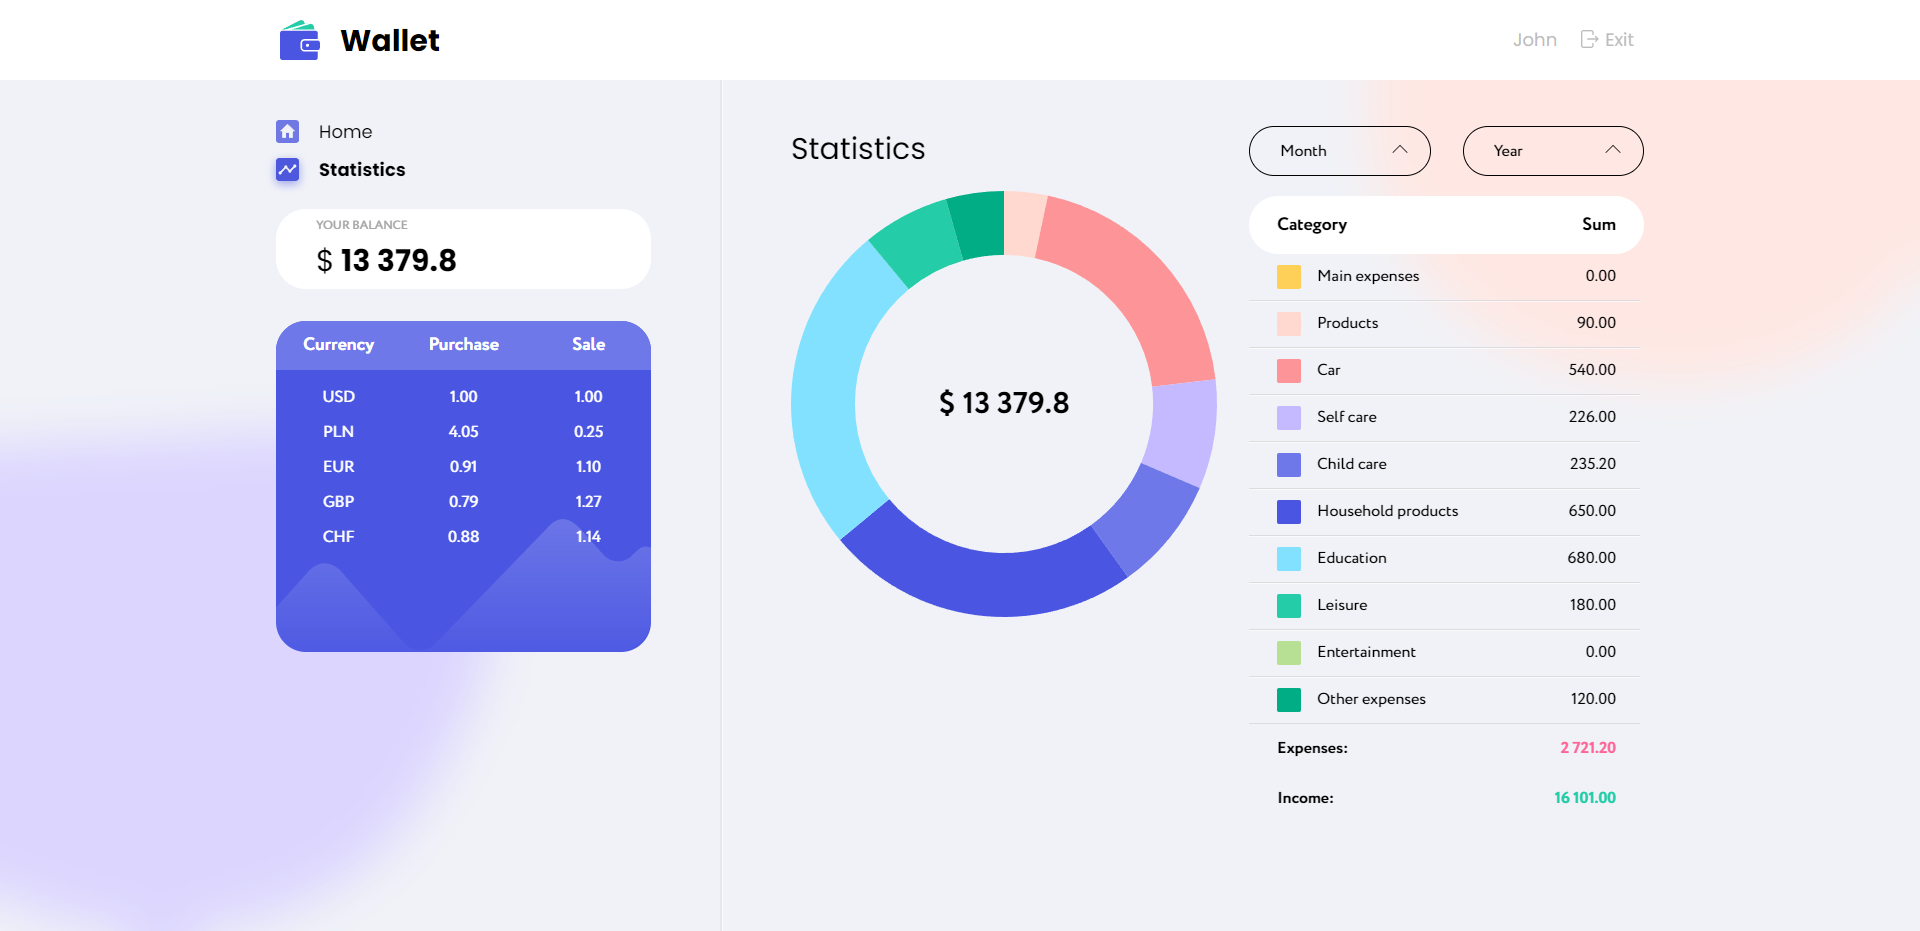 Wallet
John
Exit
Home
Statistics
YOUR BALANCE
$ 13 379.8
Currency Purchase Sale
USD 1.00 1.00
PLN 4.05 0.25
EUR 0.91 1.10
GBP 0.79 1.27
CHF 0.88 1.14
Statistics
$ 13 379.8
Month
Year
Category Sum
Main expenses 0.00
Products 90.00
Car 540.00
Self care 226.00
Child care 235.20
Household products 650.00
Education 680.00
Leisure 180.00
Entertainment 0.00
Other expenses 120.00
Expenses: 2 721.20
Income: 16 101.00